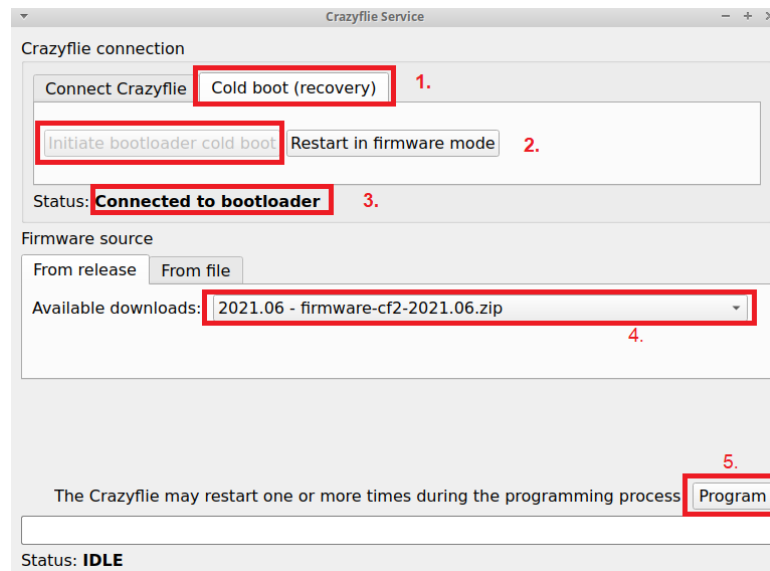 Crazyflie Service
Crazyflie connection
Connect Crazyflie Cold boot (recovery) 1.
Initiate bootloader cold boot Restart in firmware mode 2.
Status: Connected to bootloader 3.
Firmware source
From release From file
Available downloads: 2021.06 - firmware-cf2-2021.06.zip
4.
5.
The Crazyflie may restart one or more times during the programming process Program
Status: IDLE